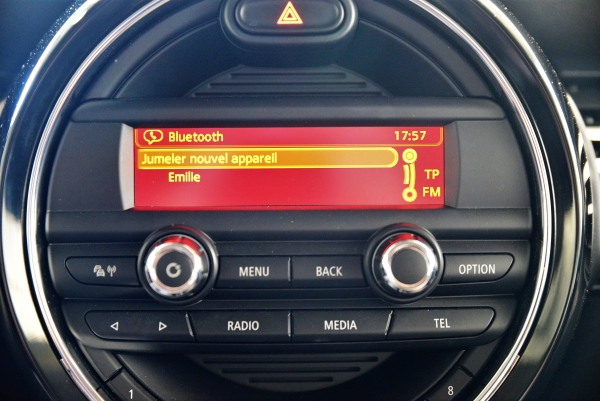 Bluetooth 17:57
Jumeler nouvel appareil
Emilie TP
FM
MENU BACK OPTION
RADIO MEDIA TEL
1 8